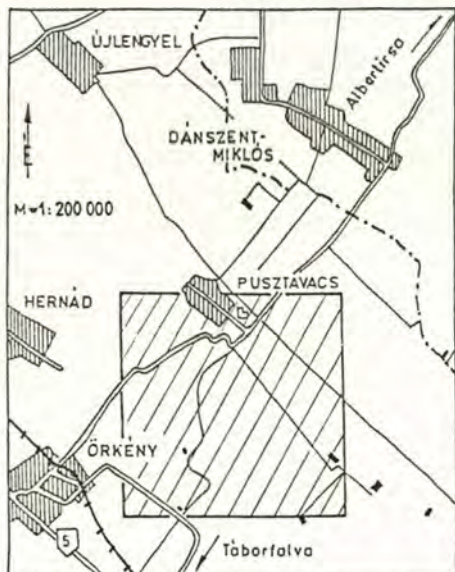 ÚJLENGYEL
Albertirsa
DÁNSZENT-
MIKLÓS
É
M=1:200 000
PUSZTAVACS
HERNÁD
ÖRKÉNY
5
Táborfalva